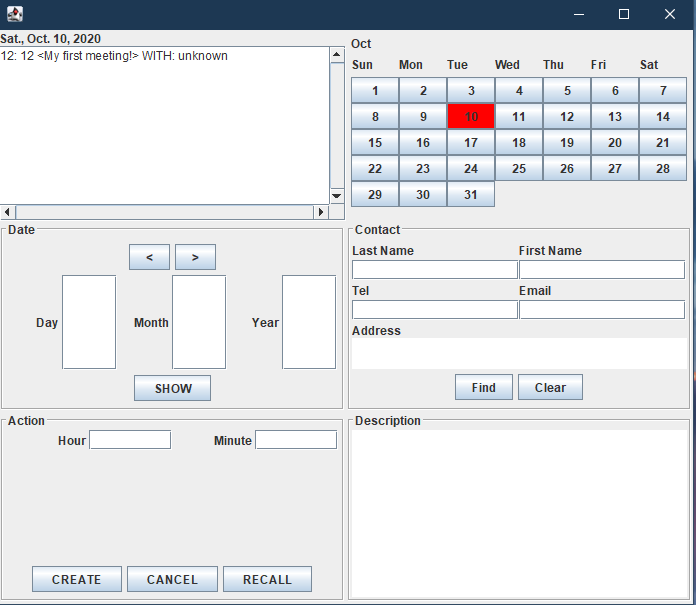 Sat., Oct. 10, 2020
12: 12 <My first meeting!> WITH: unknown
Oct
Sun Mon Tue Wed Thu Fri Sat
1 2 3 4 5 6 7
8 9 10 11 12 13 14
15 16 17 18 19 20 21
22 23 24 25 26 27 28
29 30 31
Date
< >
Day Month Year
SHOW
Contact
Last Name First Name
Tel Email
Address
Find Clear
Action
Hour Minute
CREATE CANCEL RECALL
Description